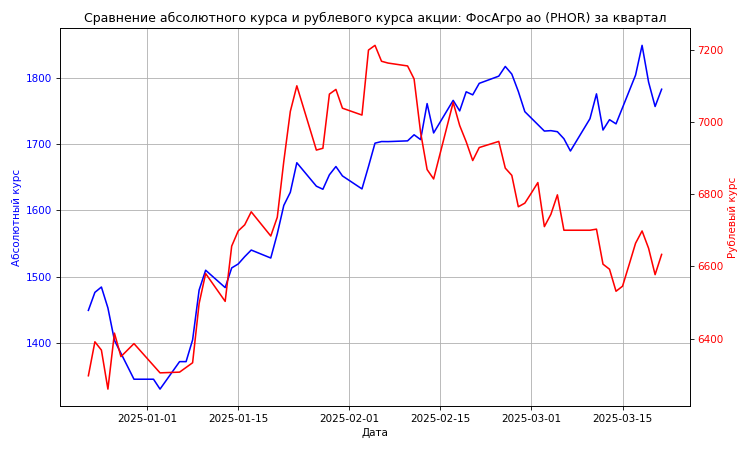 Сравнение абсолютного курса и рублевого курса акции: ФосАгро ао (PHOR) за квартал
Абсолютный курс
1800
1700
1600
1500
1400
7200
7000
6800
6600
6400
Рублевый курс
2025-01-01 2025-01-15 2025-02-01 2025-02-15 2025-03-01 2025-03-15
Дата